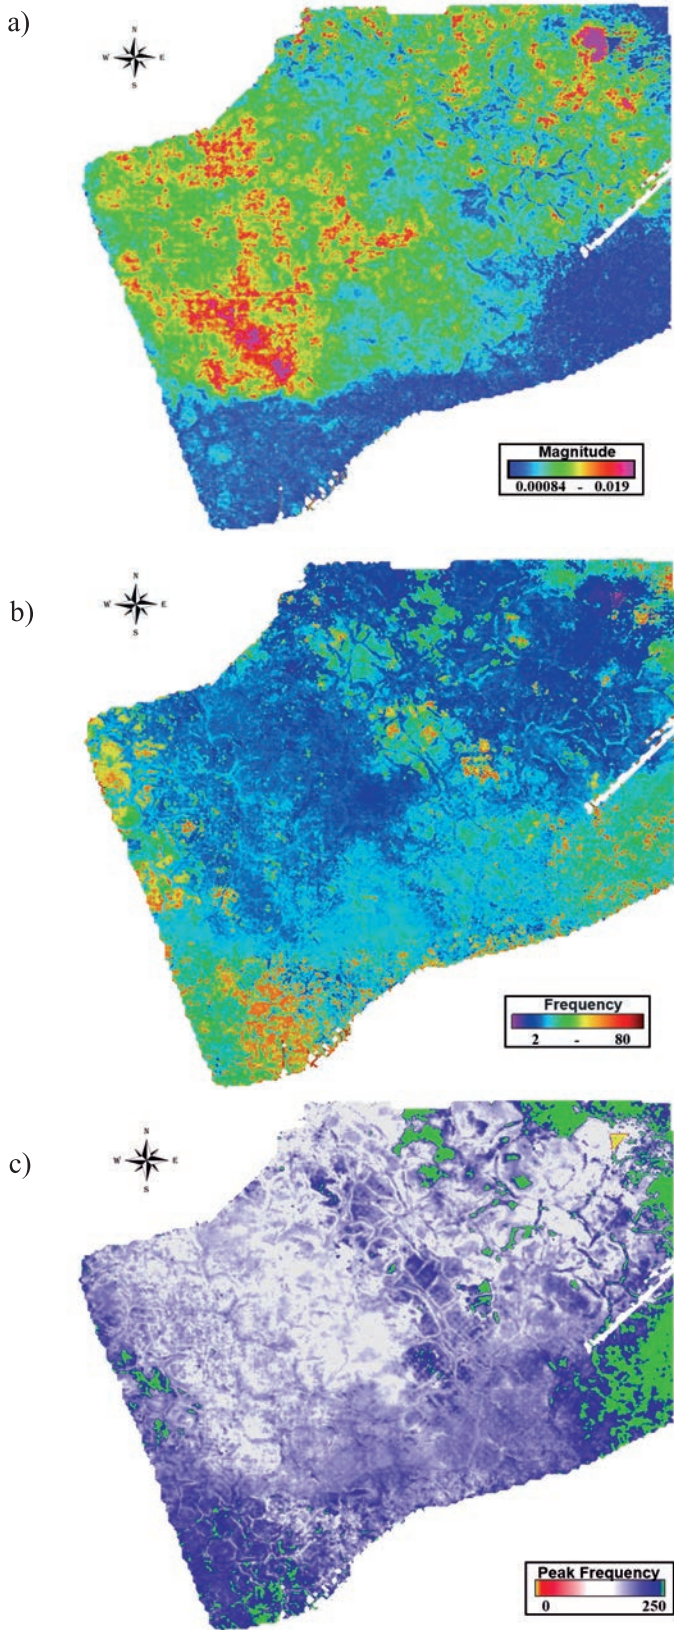 a)
N
W E
S
Magnitude
0.00084 - 0.019
b)
N
W E
S
Frequency
2 - 80
c)
N
W E
S
Peak Frequency
0 250